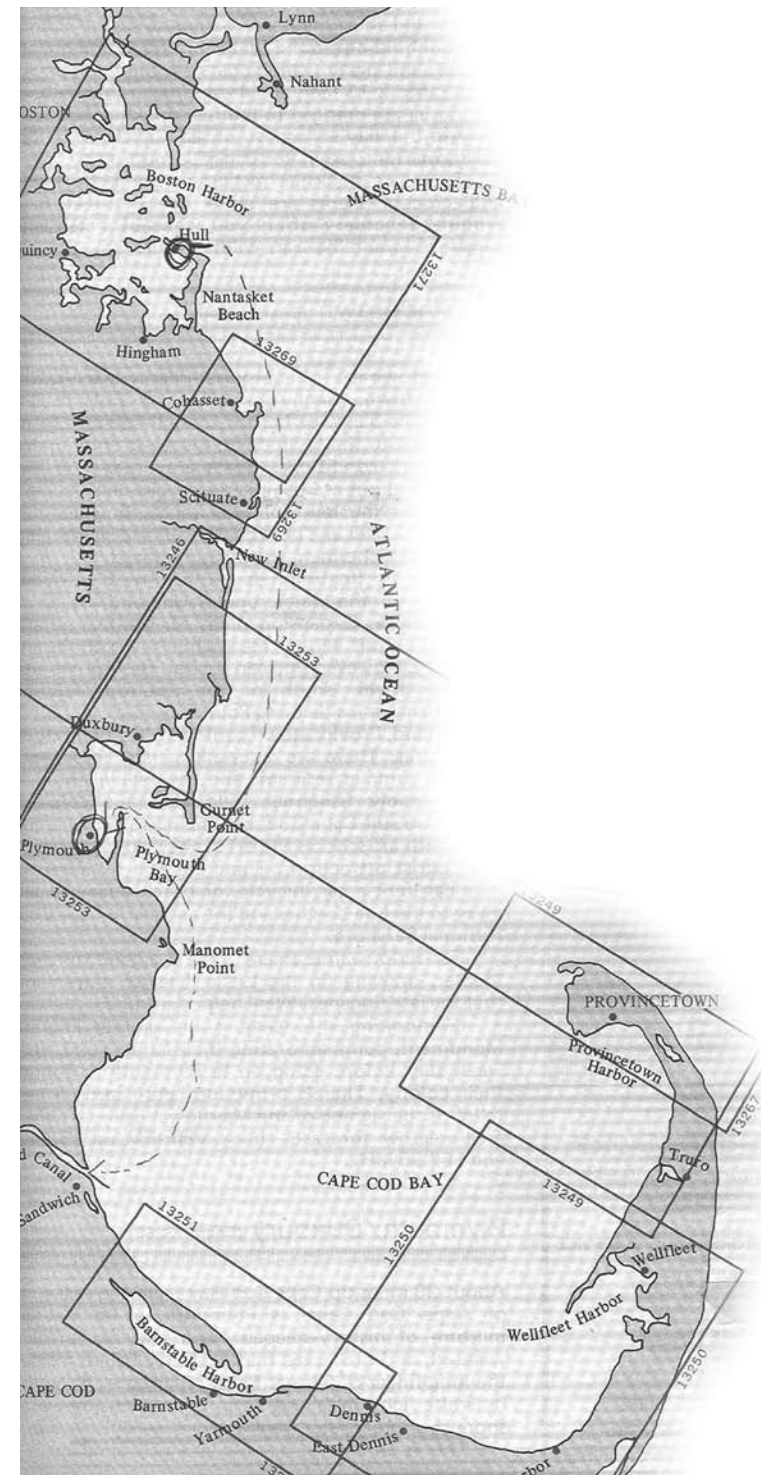 Lynn
Nahant
OSTON
Boston Harbor
MASSACHUSETTS BA
Hull
uincy
13271
Nantasket
Beach
Hingham
13269
Cohasset
MASSACHUSETTS
Scituate
13269
ATLANTIC OCEAN
13246
New Inlet
13253
Duxbury
Gurnet
Point
Plymouth
Plymouth
Bay
13253
Manomet
Point
13249
PROVINCETOWN
Provincetown
Harbor
13267
Truro
d Canal
CAPE COD BAY
Sandwich
13249
13251
13250
Wellfleet
Wellfleet Harbor
13250
Barnstable Harbor
CAPE COD
Barnstable
Yarmouth
Dennis
East Dennis
bor